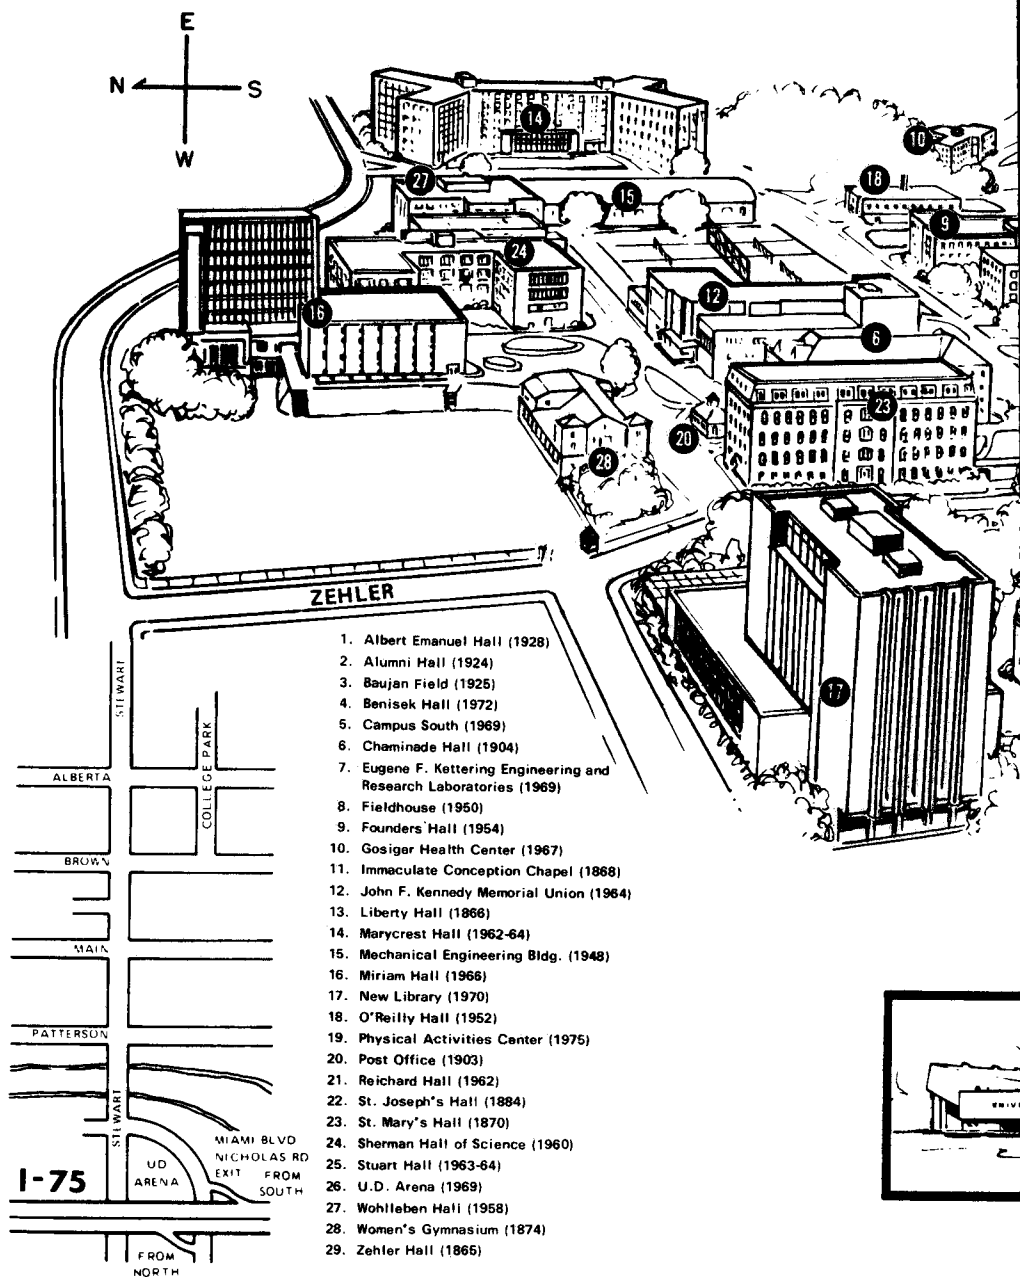 E
N S
W
14
10
27
18
15
9
24
12
16
6
23
20
28
ZEHLER
17
1. Albert Emanuel Hall (1928)
2. Alumni Hall (1924)
3. Baujan Field (1925)
4. Benisek Hall (1972)
5. Campus South (1969)
6. Chaminade Hall (1904)
7. Eugene F. Kettering Engineering and
Research Laboratories (1969)
8. Fieldhouse (1950)
9. Founders Hall (1954)
10. Gosiger Health Center (1967)
11. Immaculate Conception Chapel (1868)
12. John F. Kennedy Memorial Union (1964)
13. Liberty Hall (1866)
14. Marycrest Hall (1962-64)
15. Mechanical Engineering Bldg. (1948)
16. Miriam Hall (1966)
17. New Library (1970)
18. O'Reilly Hall (1952)
19. Physical Activities Center (1975)
20. Post Office (1903)
21. Reichard Hall (1962)
22. St. Joseph's Hall (1884)
23. St. Mary's Hall (1870)
24. Sherman Hall of Science (1960)
25. Stuart Hall (1963-64)
26. U.D. Arena (1969)
27. Wohlleben Hall (1958)
28. Women's Gymnasium (1874)
29. Zehler Hall (1865)
STEWART
COLLEGE PARK
ALBERTA
BROWN
MAIN
PATTERSON
STEWART
MIAMI BLVD
NICHOLAS RD
EXIT FROM
SOUTH
UD
ARENA
I-75
FROM
NORTH
UNIVE